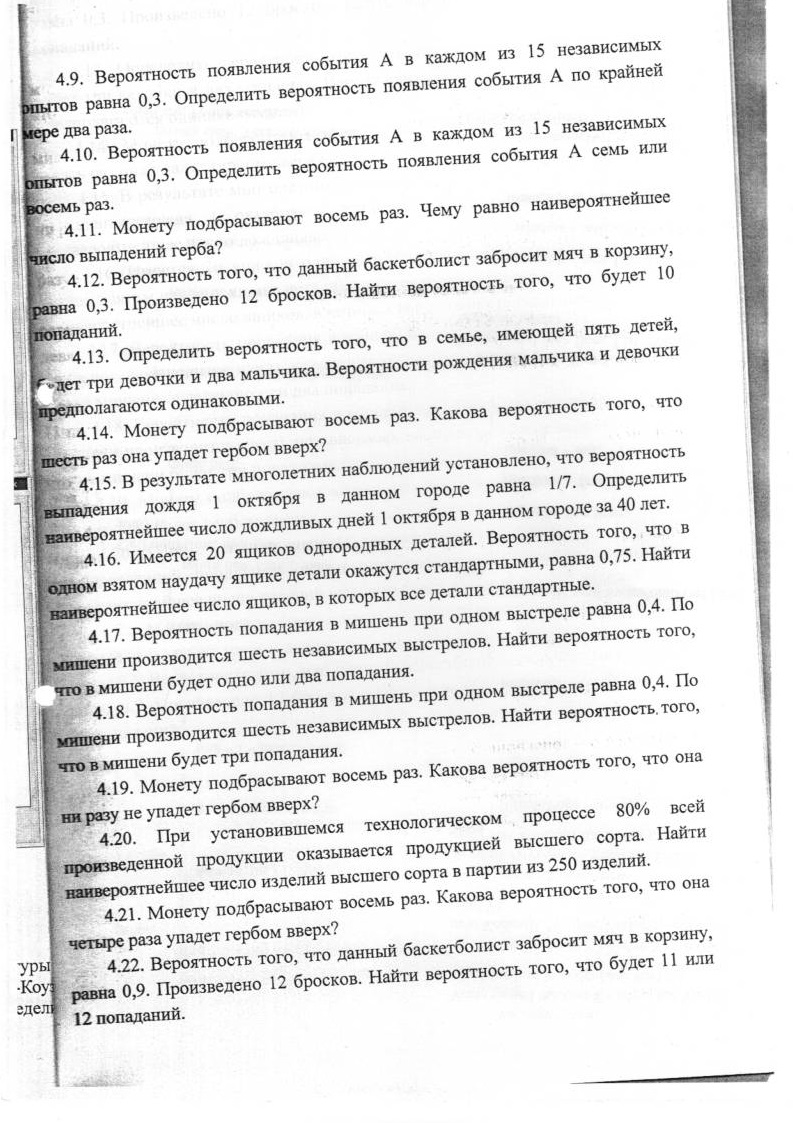 4.9. Вероятность появления события А в каждом из 15 независимых
опытов равна 0,3. Определить вероятность появления события А по крайней
мере два раза.
4.10. Вероятность появления события А в каждом из 15 независимых
опытов равна 0,3. Определить вероятность появления события А семь или
восемь раз.
4.11. Монету подбрасывают восемь раз. Чему равно наивероятнейшее
число выпадений герба?
4.12. Вероятность того, что данный баскетболист забросит мяч в корзину,
равна 0,3. Произведено 12 бросков. Найти вероятность того, что будет 10
попаданий.
4.13. Определить вероятность того, что в семье, имеющей пять детей,
будет три девочки и два мальчика. Вероятности рождения мальчика и девочки
предполагаются одинаковыми.
4.14. Монету подбрасывают восемь раз. Какова вероятность того, что
шесть раз она упадет гербом вверх?
4.15. В результате многолетних наблюдений установлено, что вероятность
выпадения дождя 1 октября в данном городе равна 1/7. Определить
наивероятнейшее число дождливых дней 1 октября в данном городе за 40 лет.
4.16. Имеется 20 ящиков однородных деталей. Вероятность того, что в
одном взятом наудачу ящике детали окажутся стандартными, равна 0,75. Найти
наивероятнейшее число ящиков, в которых все детали стандартные.
4.17. Вероятность попадания в мишень при одном выстреле равна 0,4. По
мишени производится шесть независимых выстрелов. Найти вероятность того,
что в мишени будет одно или два попадания.
4.18. Вероятность попадания в мишень при одном выстреле равна 0,4. По
мишени производится шесть независимых выстрелов. Найти вероятность того,
что в мишени будет три попадания.
4.19. Монету подбрасывают восемь раз. Какова вероятность того, что она
ни разу не упадет гербом вверх?
4.20. При установившемся технологическом процессе 80% всей
произведенной продукции оказывается продукцией высшего сорта. Найти
наивероятнейшее число изделий высшего сорта в партии из 250 изделий.
4.21. Монету подбрасывают восемь раз. Какова вероятность того, что она
четыре раза упадет гербом вверх?
4.22. Вероятность того, что данный баскетболист забросит мяч в корзину,
равна 0,9. Произведено 12 бросков. Найти вероятность того, что будет 11 или
12 попаданий.
уры